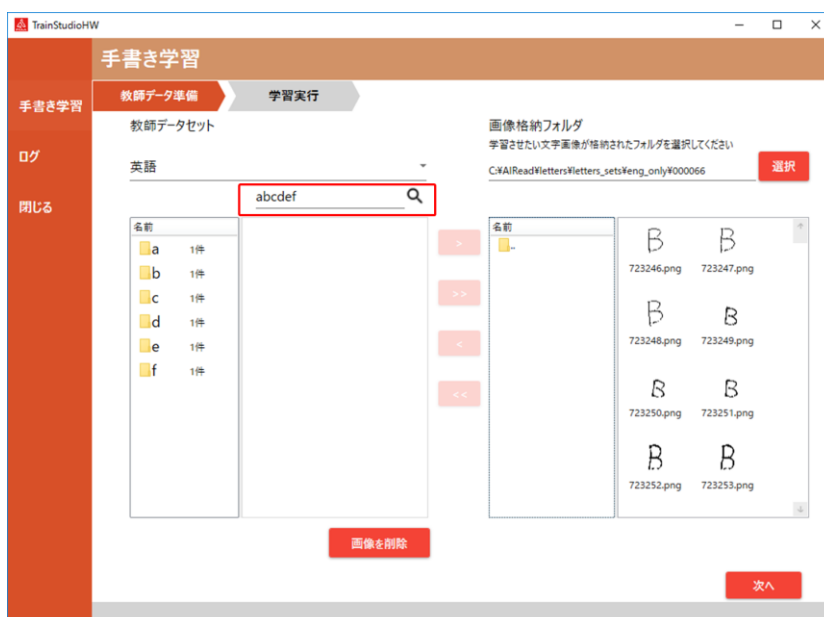 TrainStudioHW
手書き学習
手書き学習
ログ
閉じる
教師データ準備
学習実行
教師データセット
英語
abcdef
名前
a 1件
b 1件
c 1件
d 1件
e 1件
f 1件
>
>>
<
<<
画像を削除
画像格納フォルダ
学習させたい文字画像が格納されたフォルダを選択してください
C:¥AIRead¥letters¥letters_sets¥eng_only¥000066
選択
名前
..
B B
723246.png 723247.png
B B
723248.png 723249.png
B B
723250.png 723251.png
B B
723252.png 723253.png
次へ